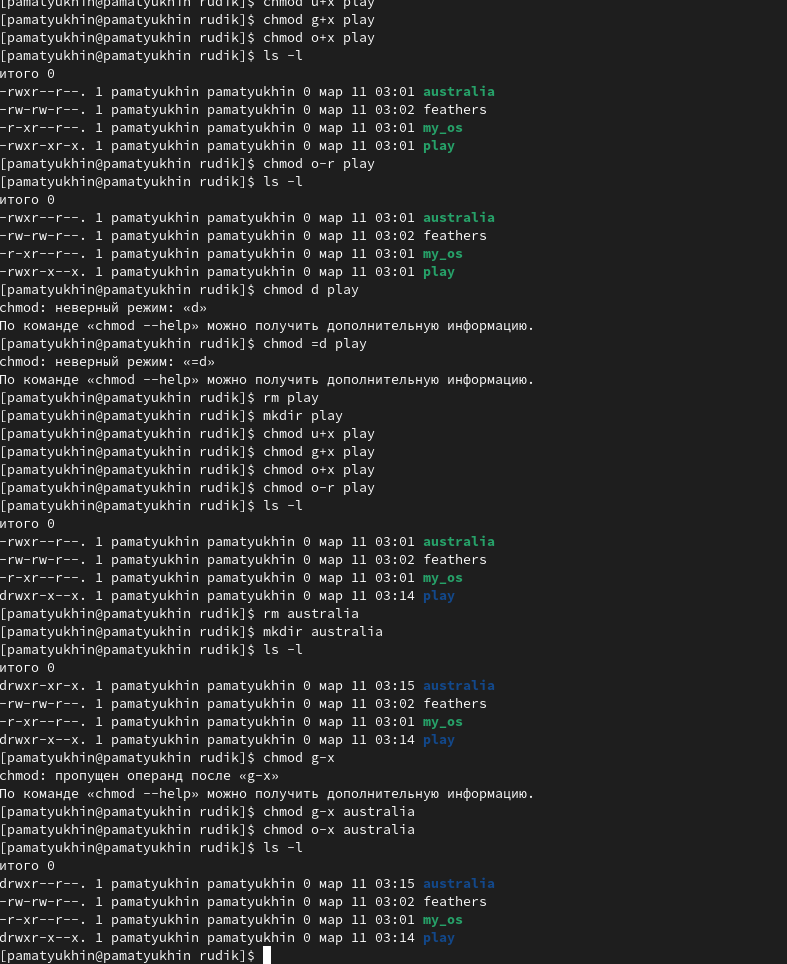 [pamatyukhin@pamatyukhin rudik]$ chmod u+x play
[pamatyukhin@pamatyukhin rudik]$ chmod g+x play
[pamatyukhin@pamatyukhin rudik]$ chmod o+x play
[pamatyukhin@pamatyukhin rudik]$ ls -l
итого 0
-rwxr--r--. 1 pamatyukhin pamatyukhin 0 мар 11 03:01 australia
-rw-rw-r--. 1 pamatyukhin pamatyukhin 0 мар 11 03:02 feathers
-r-xr--r--. 1 pamatyukhin pamatyukhin 0 мар 11 03:01 my_os
-rwxr-xr-x. 1 pamatyukhin pamatyukhin 0 мар 11 03:01 play
[pamatyukhin@pamatyukhin rudik]$ chmod o-r play
[pamatyukhin@pamatyukhin rudik]$ ls -l
итого 0
-rwxr--r--. 1 pamatyukhin pamatyukhin 0 мар 11 03:01 australia
-rw-rw-r--. 1 pamatyukhin pamatyukhin 0 мар 11 03:02 feathers
-r-xr--r--. 1 pamatyukhin pamatyukhin 0 мар 11 03:01 my_os
-rwxr-x--x. 1 pamatyukhin pamatyukhin 0 мар 11 03:01 play
[pamatyukhin@pamatyukhin rudik]$ chmod d play
chmod: неверный режим: «d»
По команде «chmod --help» можно получить дополнительную информацию.
[pamatyukhin@pamatyukhin rudik]$ chmod =d play
chmod: неверный режим: «=d»
По команде «chmod --help» можно получить дополнительную информацию.
[pamatyukhin@pamatyukhin rudik]$ rm play
[pamatyukhin@pamatyukhin rudik]$ mkdir play
[pamatyukhin@pamatyukhin rudik]$ chmod u+x play
[pamatyukhin@pamatyukhin rudik]$ chmod g+x play
[pamatyukhin@pamatyukhin rudik]$ chmod o+x play
[pamatyukhin@pamatyukhin rudik]$ chmod o-r play
[pamatyukhin@pamatyukhin rudik]$ ls -l
итого 0
-rwxr--r--. 1 pamatyukhin pamatyukhin 0 мар 11 03:01 australia
-rw-rw-r--. 1 pamatyukhin pamatyukhin 0 мар 11 03:02 feathers
-r-xr--r--. 1 pamatyukhin pamatyukhin 0 мар 11 03:01 my_os
drwxr-x--x. 1 pamatyukhin pamatyukhin 0 мар 11 03:14 play
[pamatyukhin@pamatyukhin rudik]$ rm australia
[pamatyukhin@pamatyukhin rudik]$ mkdir australia
[pamatyukhin@pamatyukhin rudik]$ ls -l
итого 0
drwxr-xr-x. 1 pamatyukhin pamatyukhin 0 мар 11 03:15 australia
-rw-rw-r--. 1 pamatyukhin pamatyukhin 0 мар 11 03:02 feathers
-r-xr--r--. 1 pamatyukhin pamatyukhin 0 мар 11 03:01 my_os
drwxr-x--x. 1 pamatyukhin pamatyukhin 0 мар 11 03:14 play
[pamatyukhin@pamatyukhin rudik]$ chmod g-x
chmod: пропущен операнд после «g-x»
По команде «chmod --help» можно получить дополнительную информацию.
[pamatyukhin@pamatyukhin rudik]$ chmod g-x australia
[pamatyukhin@pamatyukhin rudik]$ chmod o-x australia
[pamatyukhin@pamatyukhin rudik]$ ls -l
итого 0
drwxr--r--. 1 pamatyukhin pamatyukhin 0 мар 11 03:15 australia
-rw-rw-r--. 1 pamatyukhin pamatyukhin 0 мар 11 03:02 feathers
-r-xr--r--. 1 pamatyukhin pamatyukhin 0 мар 11 03:01 my_os
drwxr-x--x. 1 pamatyukhin pamatyukhin 0 мар 11 03:14 play
[pamatyukhin@pamatyukhin rudik]$